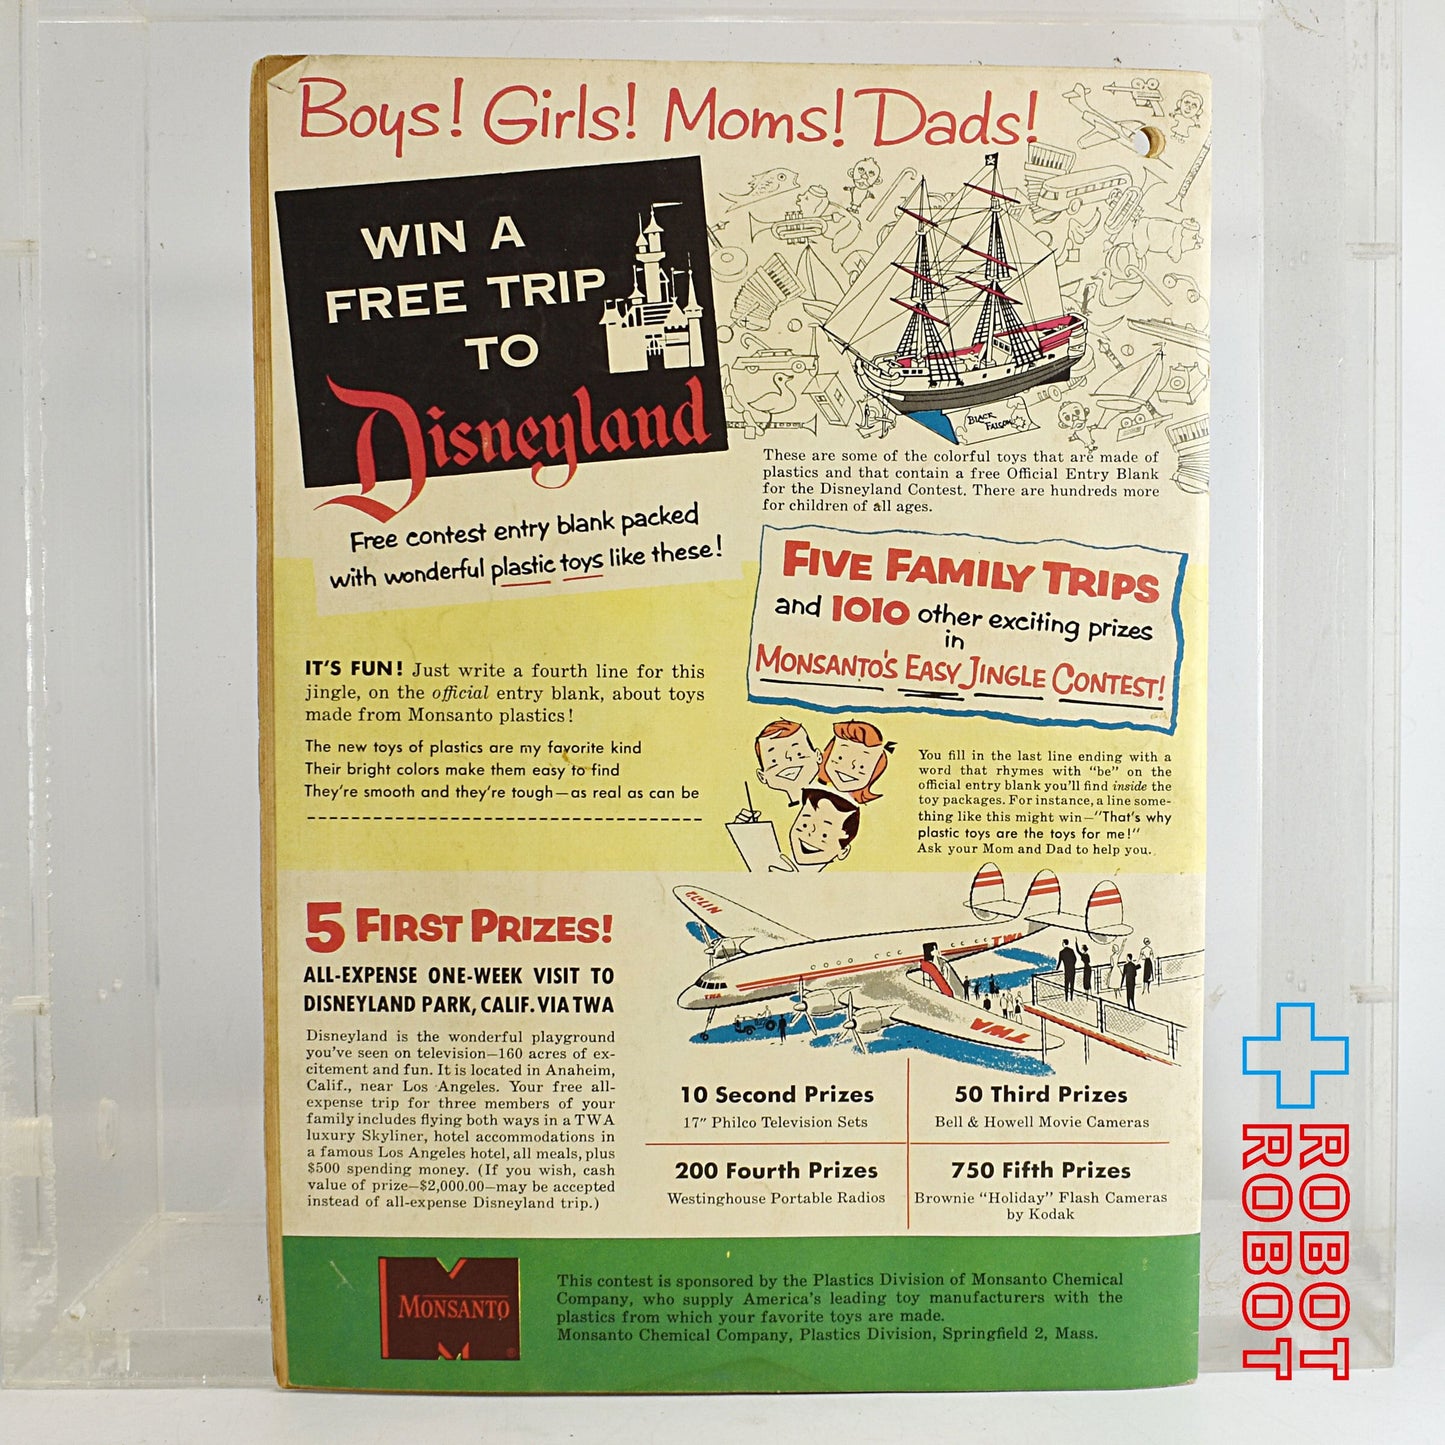 Boys! Girls! Moms! Dads!
WIN A
FREE TRIP
TO
Disneyland
Free contest entry blank packed
with wonderful plastic toys like these!
BLACK
FALCON
These are some of the colorful toys that are made of
plastics and that contain a free Official Entry Blank
for the Disneyland Contest. There are hundreds more
for children of all ages.
FIVE FAMILY TRIPS
and 1010 other exciting prizes
in
MONSANTO'S EASY JINGLE CONTEST!
IT'S FUN! Just write a fourth line for this
jingle, on the official entry blank, about toys
made from Monsanto plastics!
The new toys of plastics are my favorite kind
Their bright colors make them easy to find
They're smooth and they're tough—as real as can be
You fill in the last line ending with a
word that rhymes with "be" on the
official entry blank you'll find inside the
toy packages. For instance, a line some-
thing like this might win—"That's why
plastic toys are the toys for me!"
Ask your Mom and Dad to help you.
5 FIRST PRIZES!
ALL-EXPENSE ONE-WEEK VISIT TO
DISNEYLAND PARK, CALIF. VIA TWA
Disneyland is the wonderful playground
you've seen on television—160 acres of ex-
citement and fun. It is located in Anaheim,
Calif., near Los Angeles. Your free all-
expense trip for three members of your
family includes flying both ways in a TWA
luxury Skyliner, hotel accommodations in
a famous Los Angeles hotel, all meals, plus
$500 spending money. (If you wish, cash
value of prize—$2,000.00—may be accepted
instead of all-expense Disneyland trip.)
TWA
TWA
TWA
10 Second Prizes
17" Philco Television Sets
50 Third Prizes
Bell & Howell Movie Cameras
200 Fourth Prizes
Westinghouse Portable Radios
750 Fifth Prizes
Brownie "Holiday" Flash Cameras
by Kodak
MONSANTO
®
This contest is sponsored by the Plastics Division of Monsanto Chemical
Company, who supply America's leading toy manufacturers with the
plastics from which your favorite toys are made.
Monsanto Chemical Company, Plastics Division, Springfield 2, Mass.
ROBOT
ROBOT